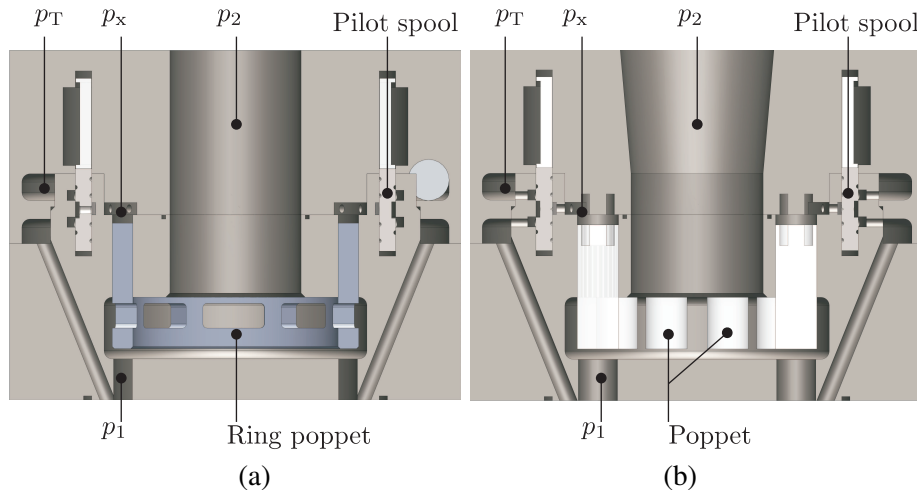 p_T p_x p_2 Pilot spool
p_T p_x p_2 Pilot spool
p_1 Ring poppet
p_1 Poppet
(a)
(b)